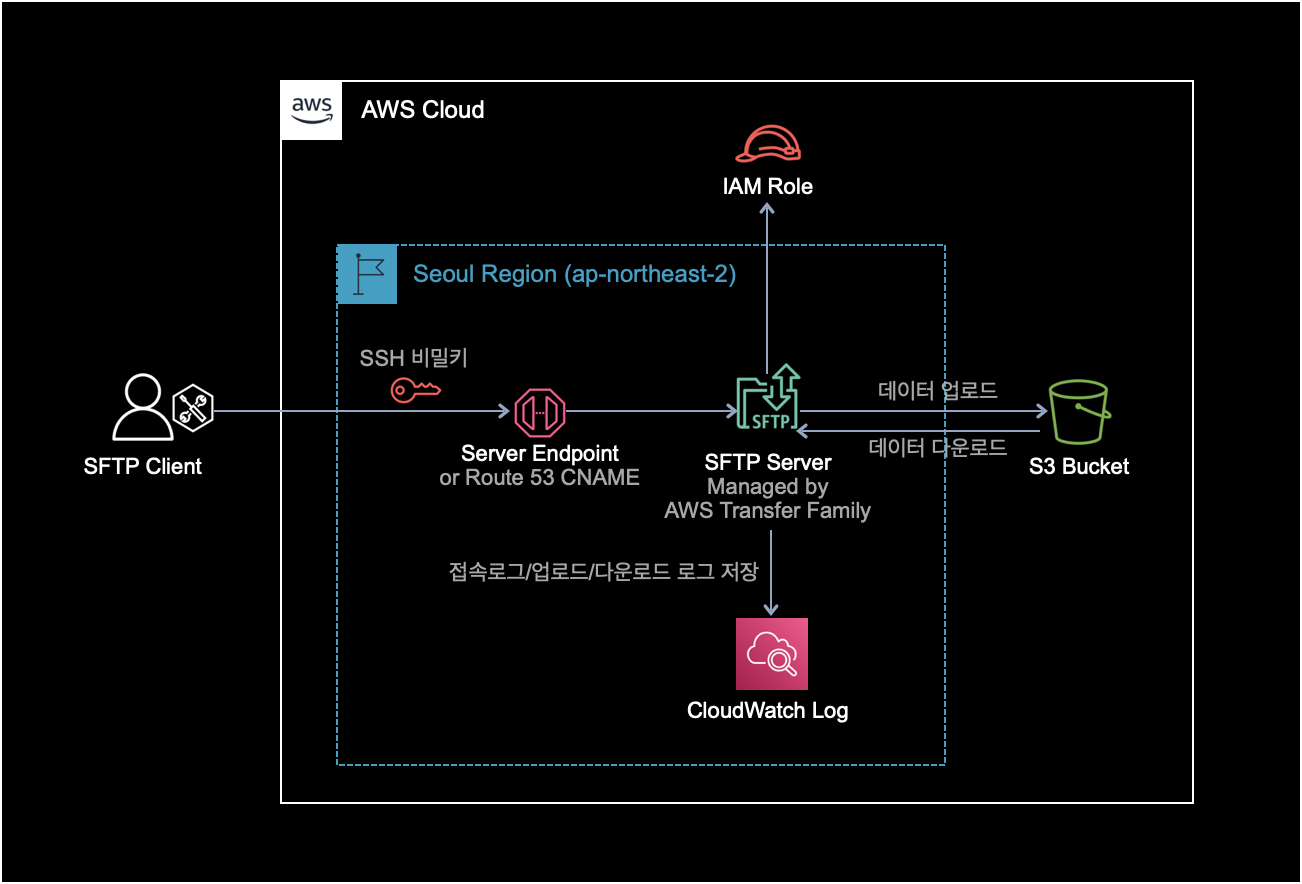 aws
AWS Cloud
IAM Role
Seoul Region (ap-northeast-2)
SSH 비밀키
SFTP Client
Server Endpoint
or Route 53 CNAME
SFTP
SFTP Server
Managed by
AWS Transfer Family
데이터 업로드
데이터 다운로드
S3 Bucket
접속로그/업로드/다운로드 로그 저장
CloudWatch Log